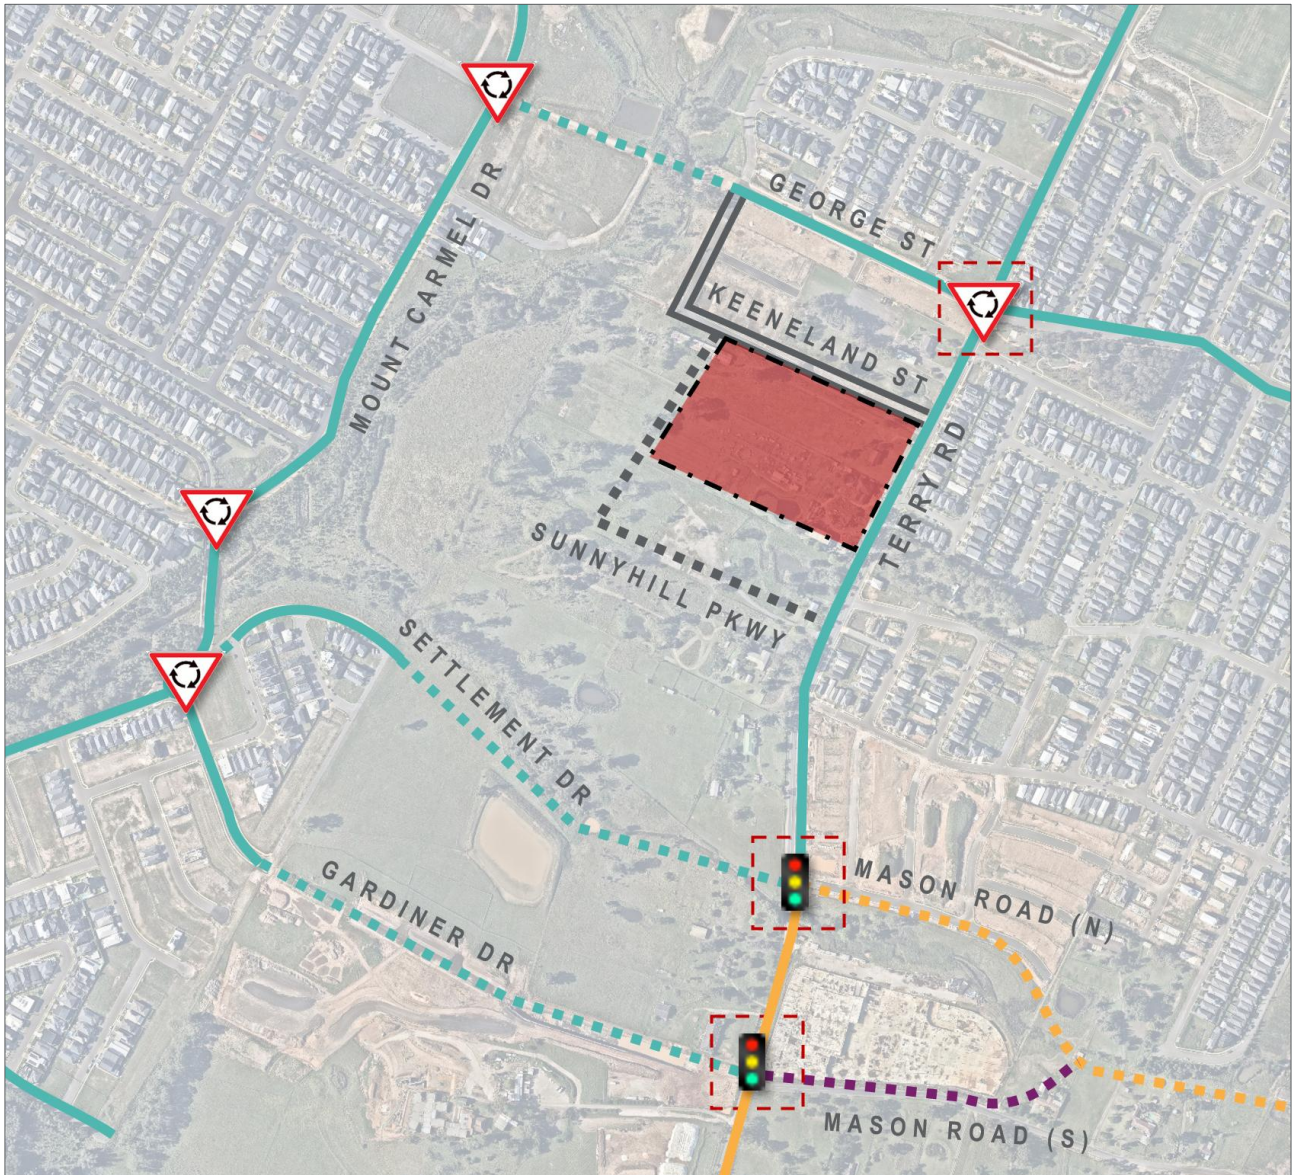 MOUNT CARMEL DR
GEORGE ST
KEENELAND ST
TERRY RD
SUNNYHILL PKWY
SETTLEMENT DR
MASON ROAD (N)
GARDINER DR
MASON ROAD (S)